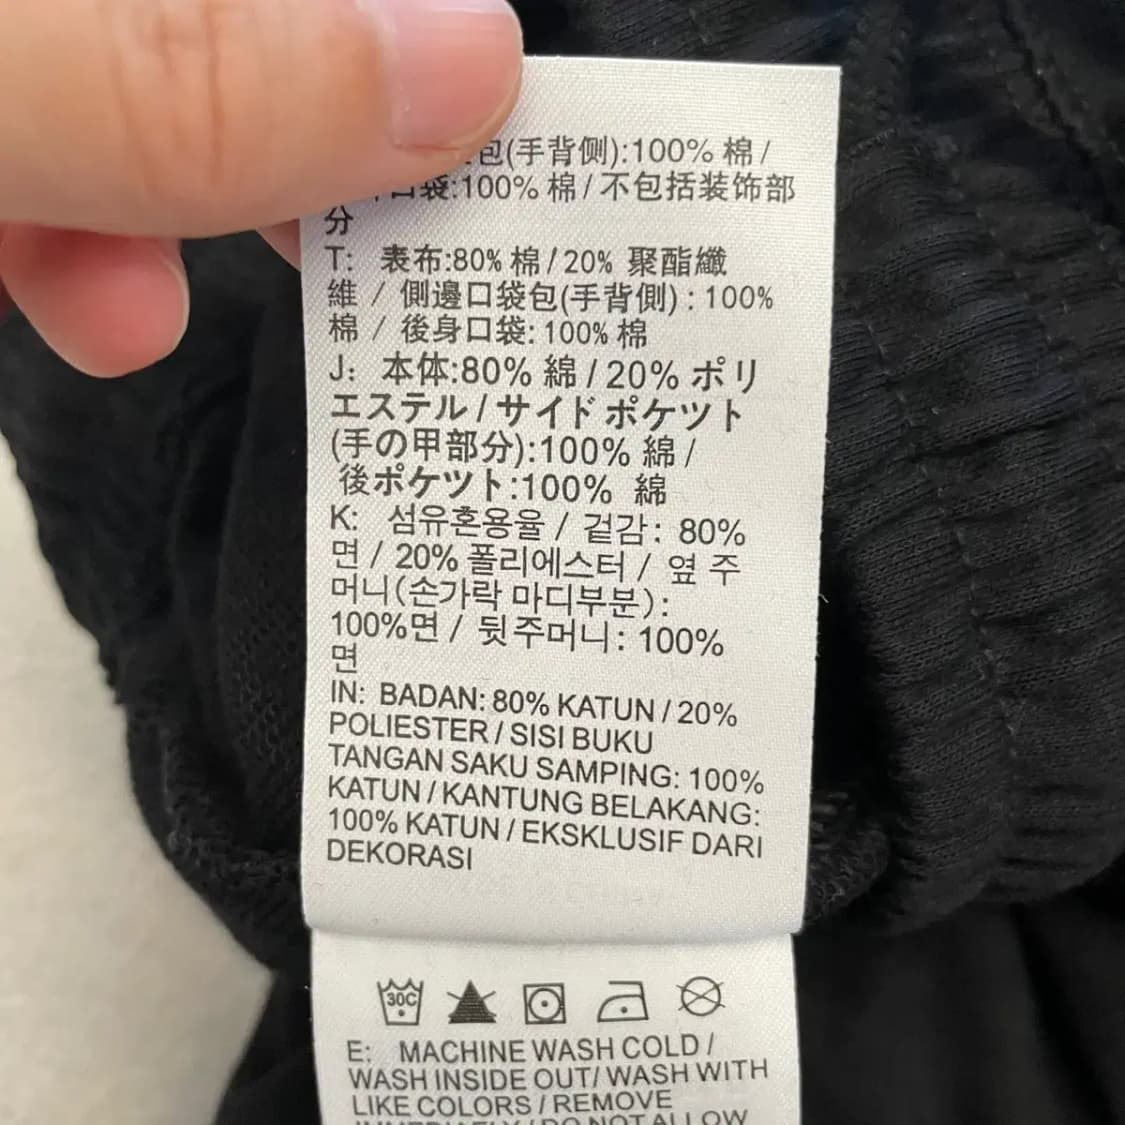 包(手背侧):100% 棉 /
口袋:100% 棉 / 不包括装饰部
分
T: 表布:80% 棉 / 20% 聚酯纖
維 / 側邊口袋包(手背側) : 100%
棉 / 後身口袋: 100% 棉
J: 本体:80% 綿 / 20% ポリ
エステル / サイドポケツト
(手の甲部分):100% 綿 /
後ポケツト:100% 綿
K: 섬유혼용율 / 겉감: 80%
면 / 20% 폴리에스터 / 옆 주
머니(손가락 마디부분):
100%면 / 뒷주머니: 100%
면
IN: BADAN: 80% KATUN / 20%
POLIESTER / SISI BUKU
TANGAN SAKU SAMPING: 100%
KATUN / KANTUNG BELAKANG:
100% KATUN / EKSKLUSIF DARI
DEKORASI
30C
E: MACHINE WASH COLD /
WASH INSIDE OUT/ WASH WITH
LIKE COLORS / REMOVE
IMMEDIATELY / DO NOT ALLOW